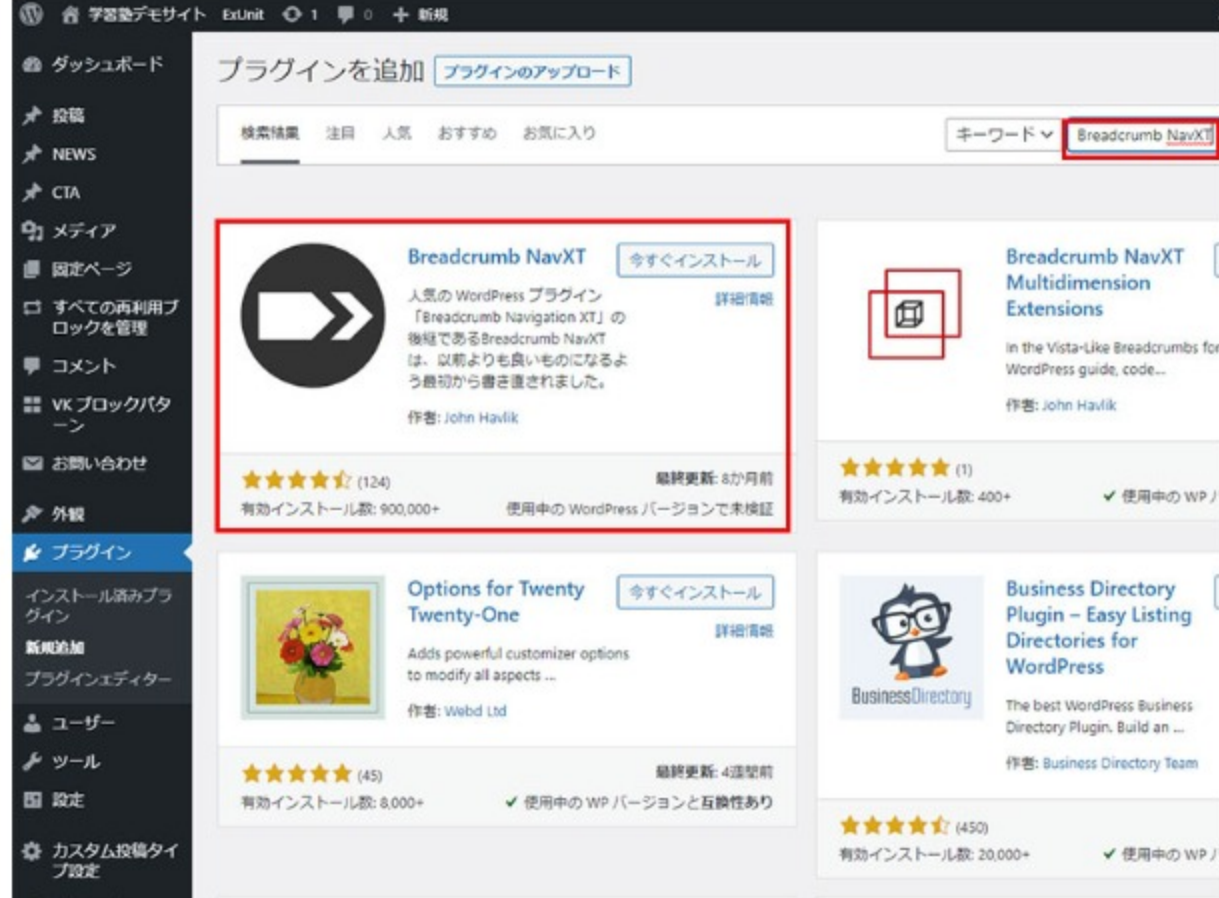 学習塾デモサイト ExUnit 1 0 新規
ダッシュボード
投稿
NEWS
CTA
メディア
固定ページ
すべての再利用ブ
ロックを管理
コメント
VK ブロックパタ
ーン
お問い合わせ
外観
プラグイン
インストール済みプラ
グイン
新規追加
プラグインエディター
ユーザー
ツール
設定
カスタム投稿タイ
プ設定
プラグインを追加 プラグインのアップロード
検索結果 注目 人気 おすすめ お気に入り キーワード Breadcrumb NavXT
Breadcrumb NavXT 今すぐインストール
詳細情報
人気の WordPress プラグイン
「Breadcrumb Navigation XT」の
後継であるBreadcrumb NavXT
は、以前よりも良いものになるよ
う最初から書き直されました。
作者: John Havlik
(124) 最終更新: 8か月前
有効インストール数: 900,000+ 使用中の WordPress バージョンで未検証
Breadcrumb NavXT
Multidimension
Extensions
In the Vista-Like Breadcrumbs for
WordPress guide, code...
作者: John Havlik
(1)
有効インストール数: 400+ ✔ 使用中の WP バ
Options for Twenty
Twenty-One
今すぐインストール
詳細情報
Adds powerful customizer options
to modify all aspects ...
作者: Webd Ltd
(45) 最終更新: 4週間前
有効インストール数: 8,000+ ✔ 使用中の WP バージョンと互換性あり
BusinessDirectory
Business Directory
Plugin – Easy Listing
Directories for
WordPress
The best WordPress Business
Directory Plugin. Build an ...
作者: Business Directory Team
(450)
有効インストール数: 20,000+ ✔ 使用中の WP バ